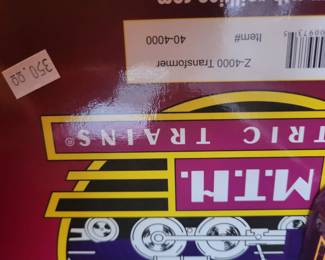 M.T.H.
TRIC TRAINS®
Z-4000 Transformer
Item# 40-4000
350.00